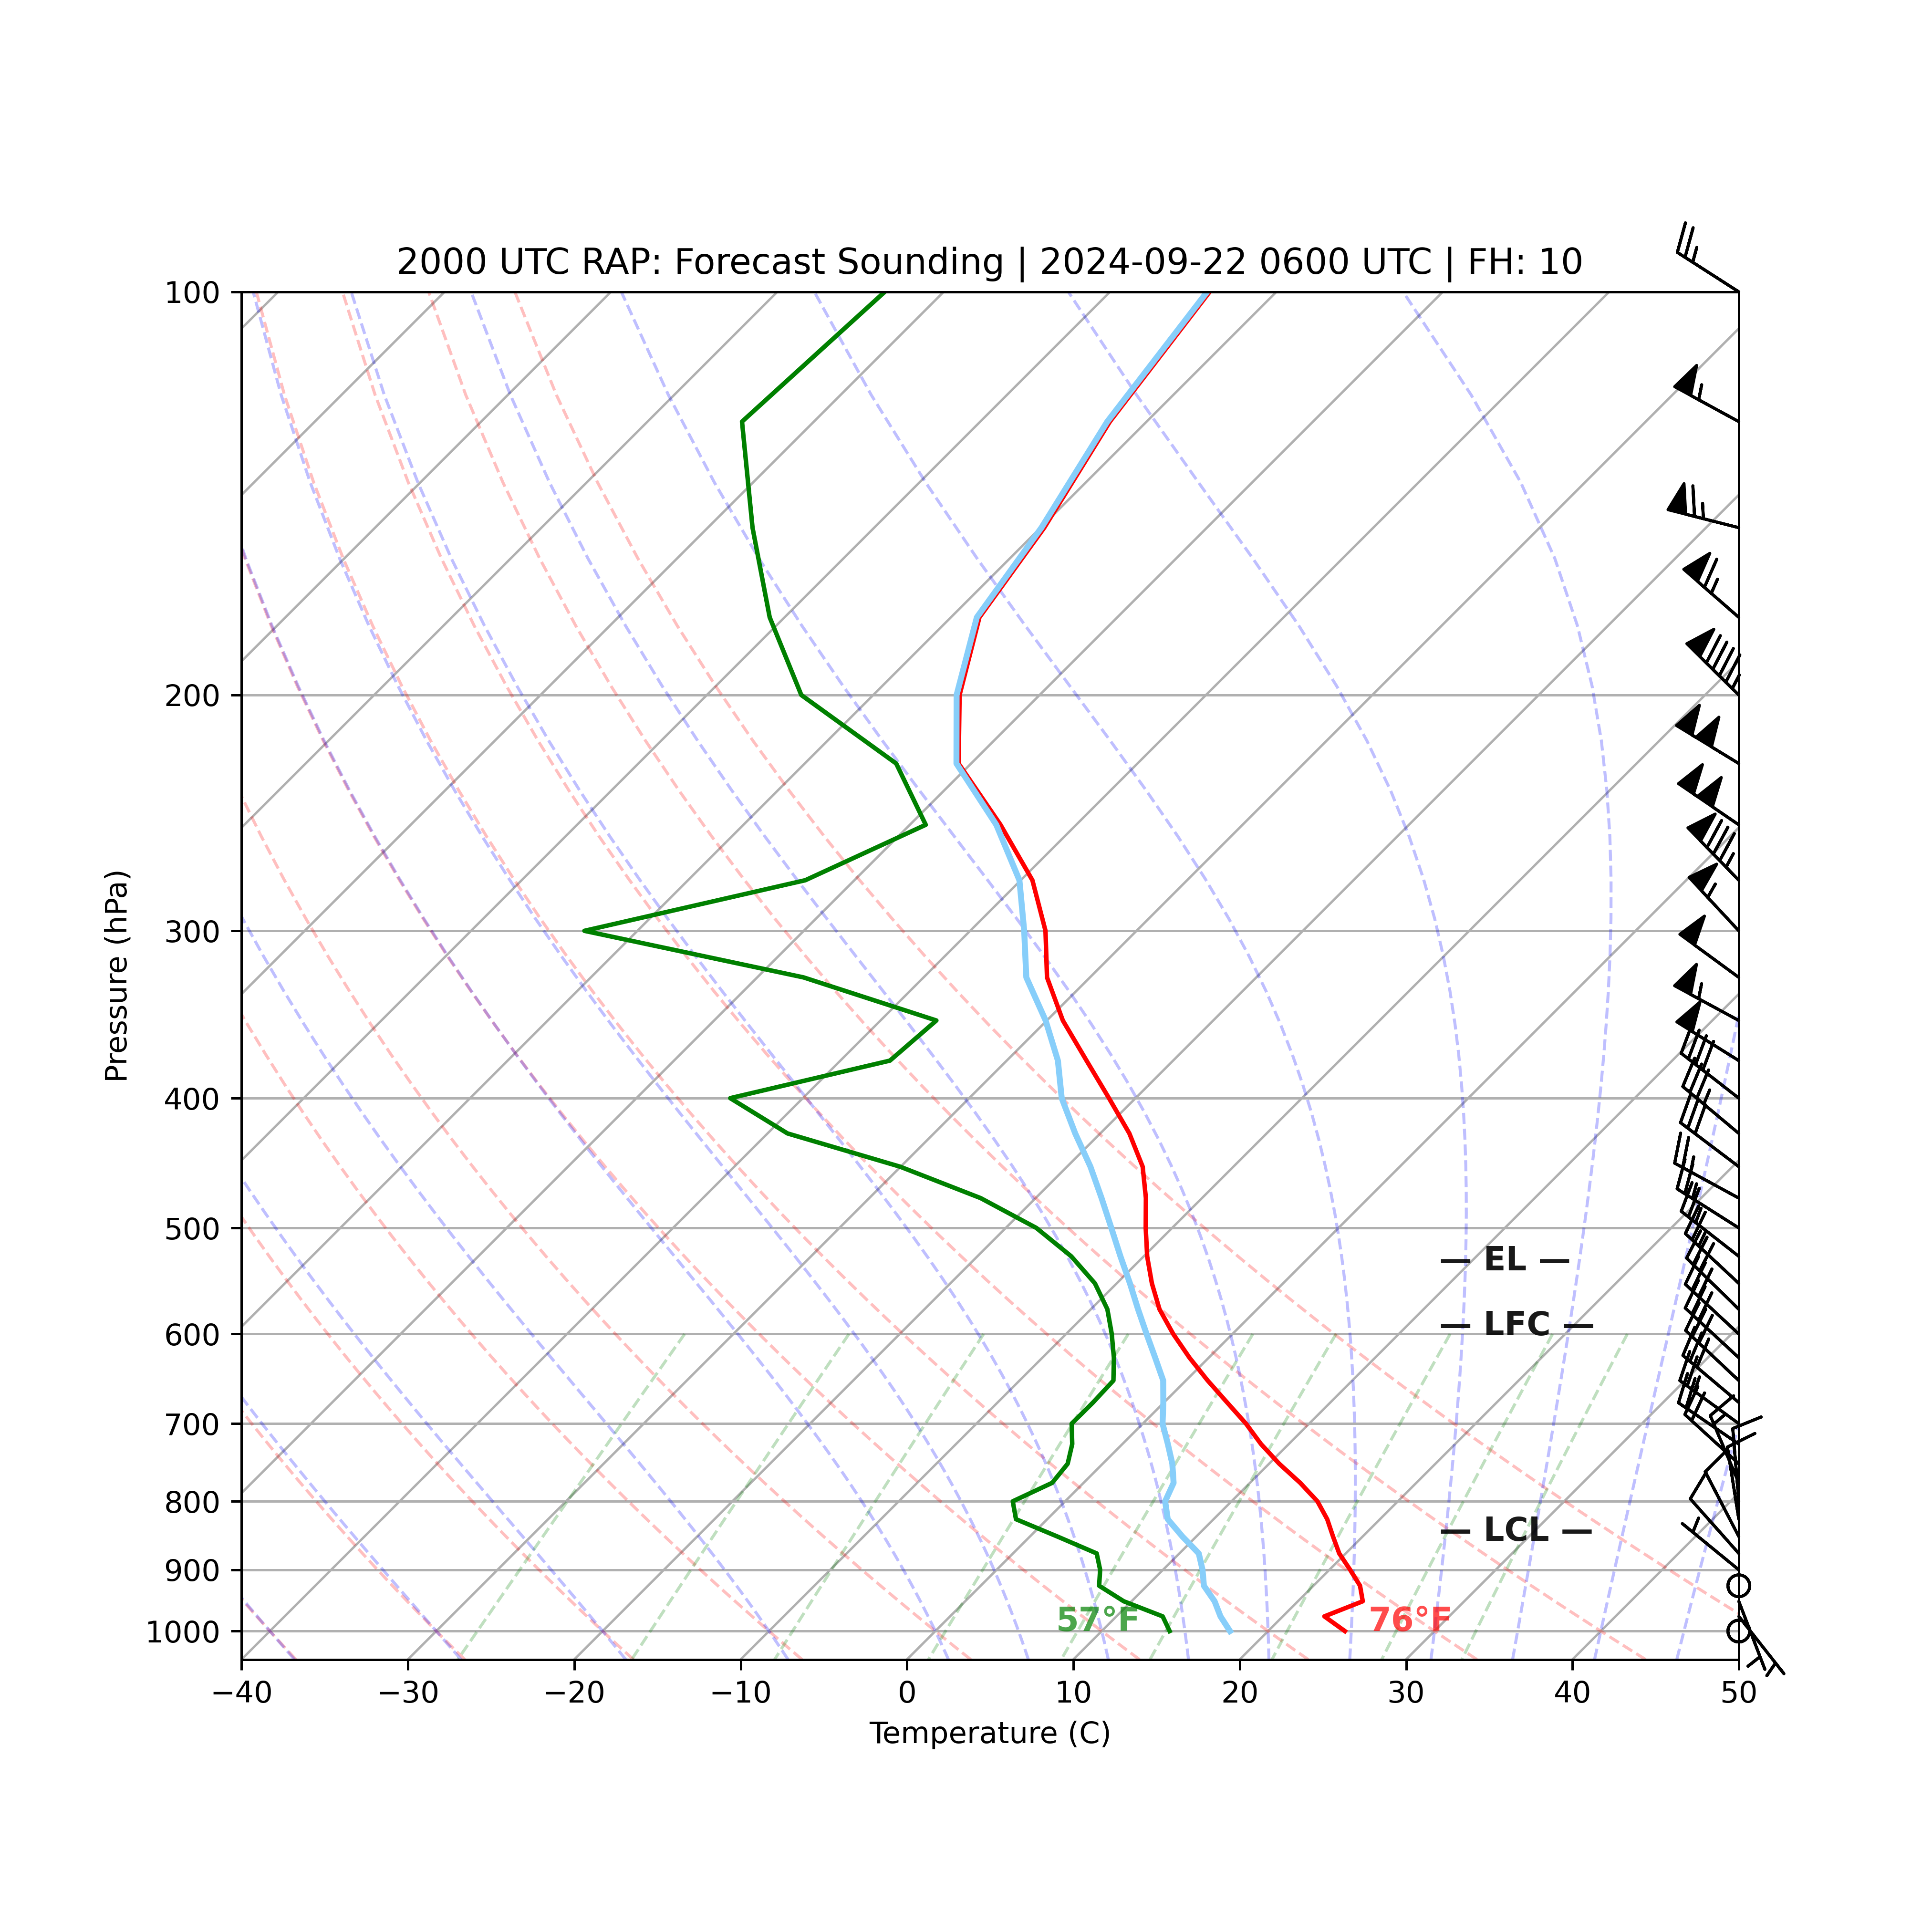 2000 UTC RAP: Forecast Sounding | 2024-09-22 0600 UTC | FH: 10
100
200
300
400
500
600
700
800
900
1000
Pressure (hPa)
— EL —
— LFC —
— LCL —
57°F
76°F
−40 −30 −20 −10 0 10 20 30 40 50
Temperature (C)